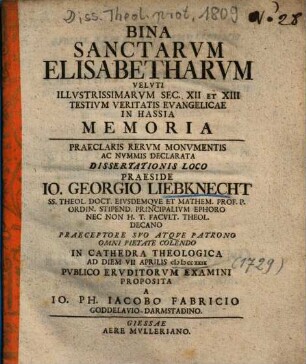 Diss. Theol. prot. 1809
N.° 28
BINA
SANCTARVM
ELISABETHARVM
VELVTI
ILLVSTRISSIMARVM SEC. XII ET XIII
TESTIVM VERITATIS EVANGELICAE
IN HASSIA
MEMORIA
PRAECLARIS RERVM MONVMENTIS
AC NVMMIS DECLARATA
DISSERTATIONIS LOCO
PRAESIDE
IO. GEORGIO LIEBKNECHT
SS. THEOL. DOCT. EIVSDEMQVE ET MATHEM. PROF. P.
ORDIN. STIPEND. PRINCIPALIVM EPHORO
NEC NON H. T. FACVLT. THEOL.
DECANO
PRAECEPTORE SVO ATQVE PATRONO
OMNI PIETATE COLENDO
IN CATHEDRA THEOLOGICA
AD DIEM VII APRILIS
(1729)
PVBLICO ERVDITORVM EXAMINI
PROPOSITA
A
IO. PH. IACOBO FABRICIO
GODDELAVIO-DARMSTADINO.
GIESSAE
AERE MVLLERIANO.